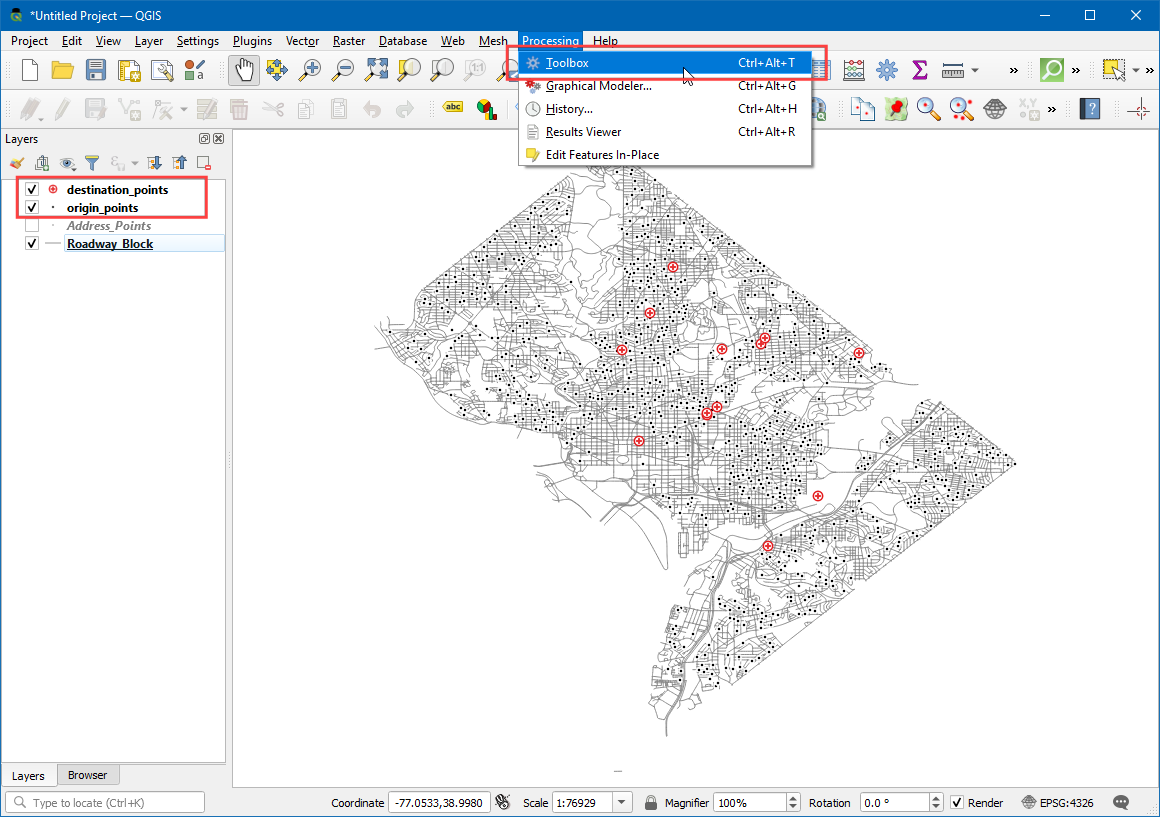 *Untitled Project — QGIS
Project Edit View Layer Settings Plugins Vector Raster Database Web Mesh Processing Help
Toolbox Ctrl+Alt+T
Graphical Modeler... Ctrl+Alt+G
History... Ctrl+Alt+H
Results Viewer Ctrl+Alt+R
Edit Features In-Place
abc
Layers
destination_points
origin_points
Address_Points
Roadway_Block
Layers Browser
Type to locate (Ctrl+K) Coordinate -77.0533,38.9980 Scale 1:76929 Magnifier 100% Rotation 0.0 ° Render EPSG:4326